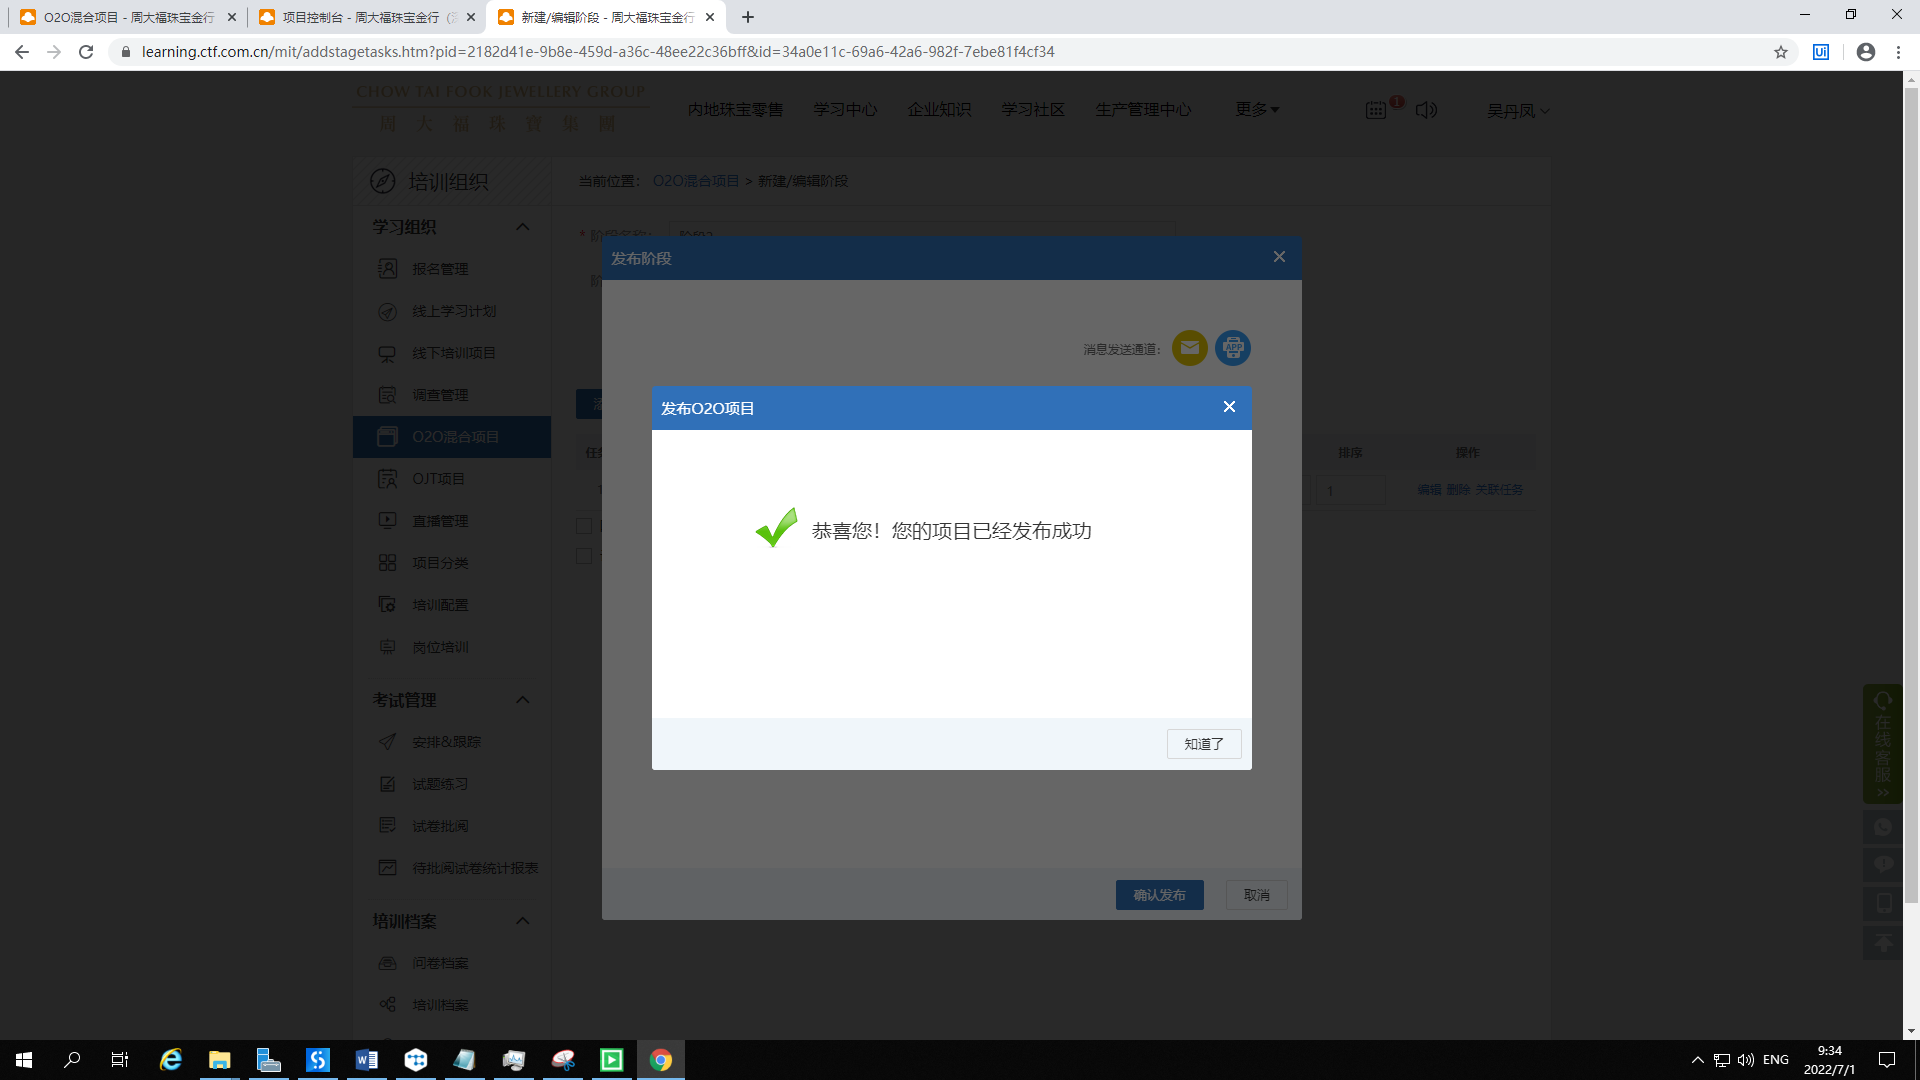 O2O混合项目 - 周大福珠宝金行
项目控制台 - 周大福珠宝金行（深
新建/编辑阶段 - 周大福珠宝金行
learning.ctf.com.cn/mit/addstagetasks.htm?pid=2182d41e-9b8e-459d-a36c-48ee22c36bff&id=34a0e11c-69a6-42a6-982f-7ebe81f4cf34
CHOW TAI FOOK JEWELLERY GROUP
周大福珠寶集團
内地珠宝零售 学习中心 企业知识 学习社区 生产管理中心 更多
1
吴丹凤
培训组织
当前位置： O2O混合项目 > 新建/编辑阶段
学习组织
报名管理
线上学习计划
线下培训项目
调查管理
O2O混合项目
OJT项目
直播管理
项目分类
培训配置
岗位培训
考试管理
安排&跟踪
试题练习
试卷批阅
待批阅试卷统计报表
培训档案
问卷档案
培训档案
* 阶段名称：
发布阶段
消息发送通道：
APP
发布O2O项目
恭喜您！您的项目已经发布成功
知道了
确认发布 取消
排序 操作
1 编辑 删除 关联任务
在线客服
>>
ENG
9:34
2022/7/1